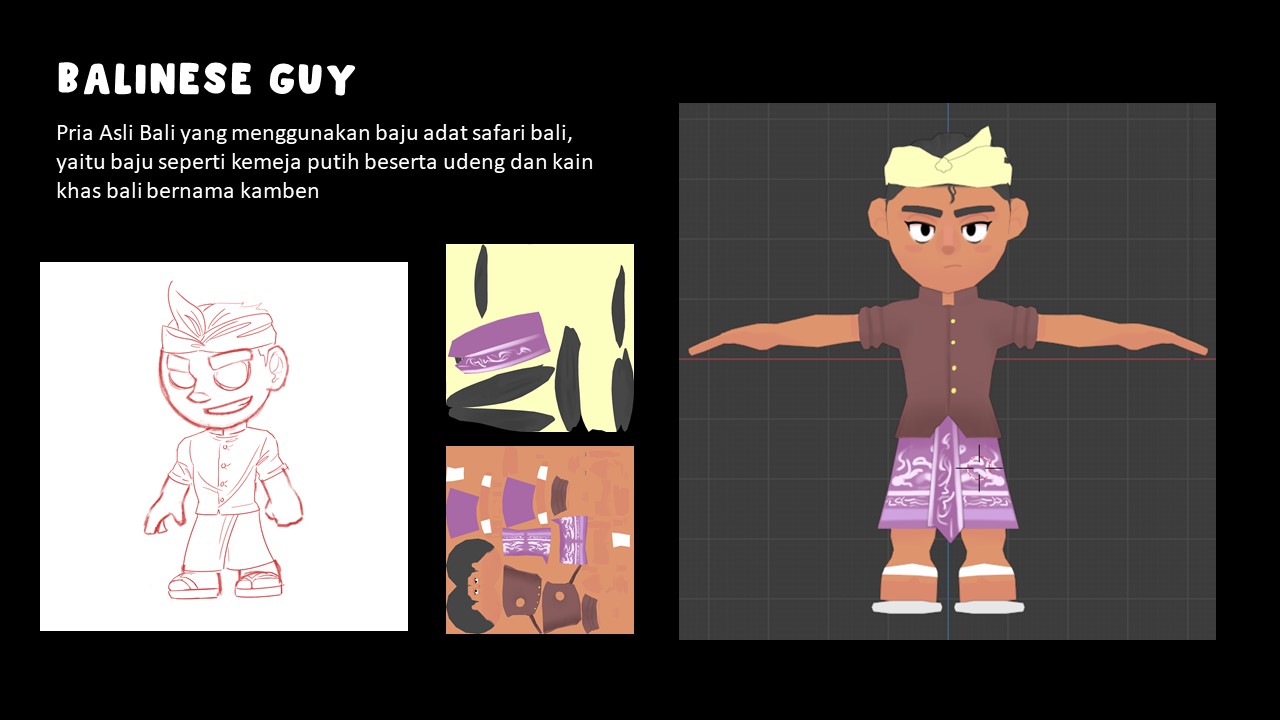 BALINESE GUY
Pria Asli Bali yang menggunakan baju adat safari bali,
yaitu baju seperti kemeja putih beserta udeng dan kain
khas bali bernama kamben